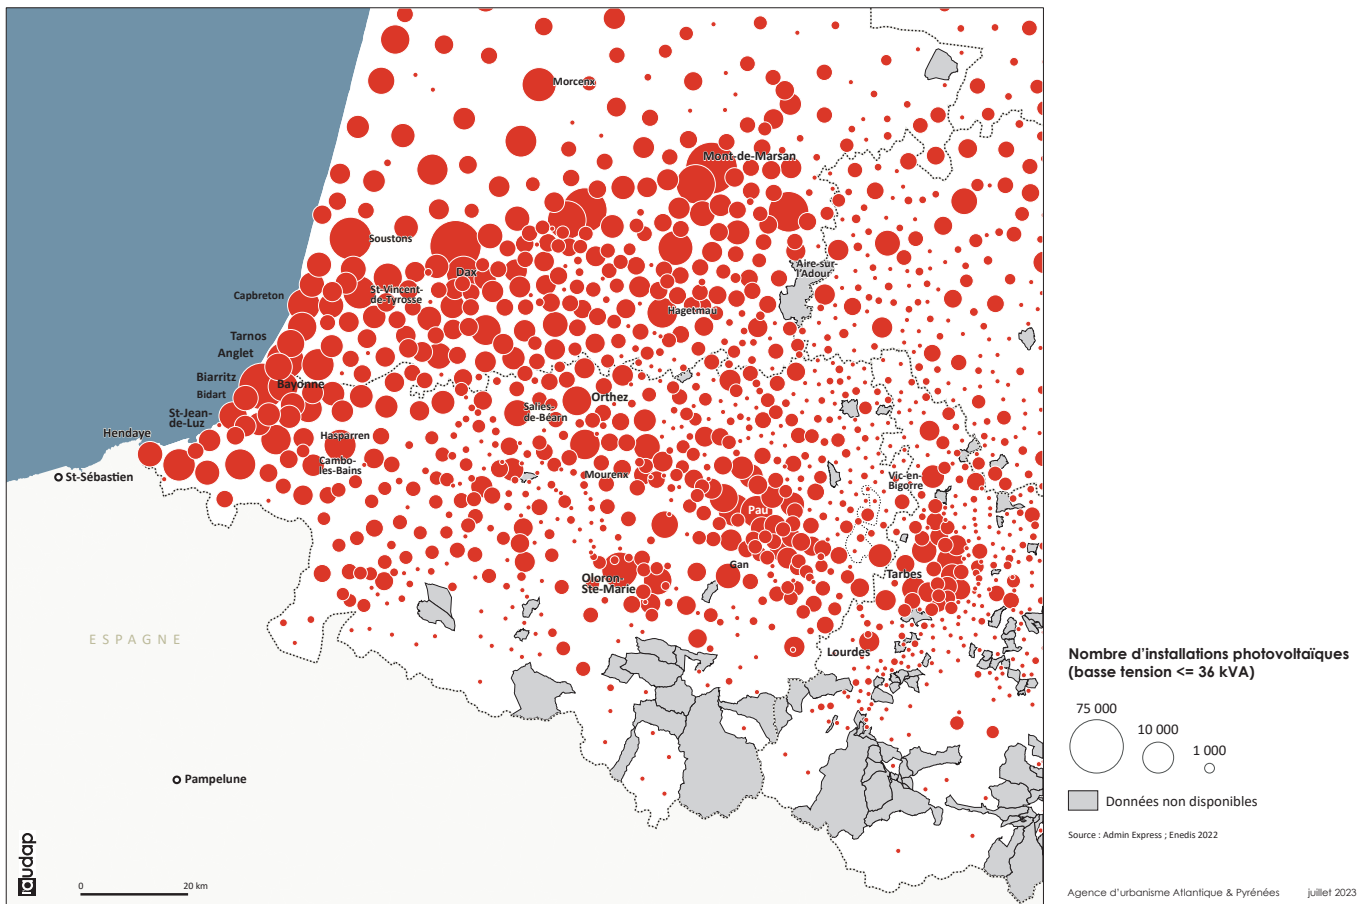 Morcenx
Mont-de-Marsan
Soustons
Dax
Aire-sur-
l'Adour
Capbreton
St-Vincent-
de-Tyrosse
Hagetmau
Tarnos
Anglet
Biarritz
Bayonne
Bidart
Orthez
St-Jean-
de-Luz
Salies-
de-Béarn
Hendaye
Hasparren
Cambo-
les-Bains
St-Sébastien
Mourenx
Vic-en-
Bigorre
Pau
Gan
Tarbes
Oloron-
Ste-Marie
ESPAGNE
Lourdes
Pampelune
audap
0 20 km
Nombre d'installations photovoltaïques
(basse tension <= 36 kVA)
75 000
10 000
1 000
Données non disponibles
Source : Admin Express ; Enedis 2022
Agence d'urbanisme Atlantique & Pyrénées juillet 2023